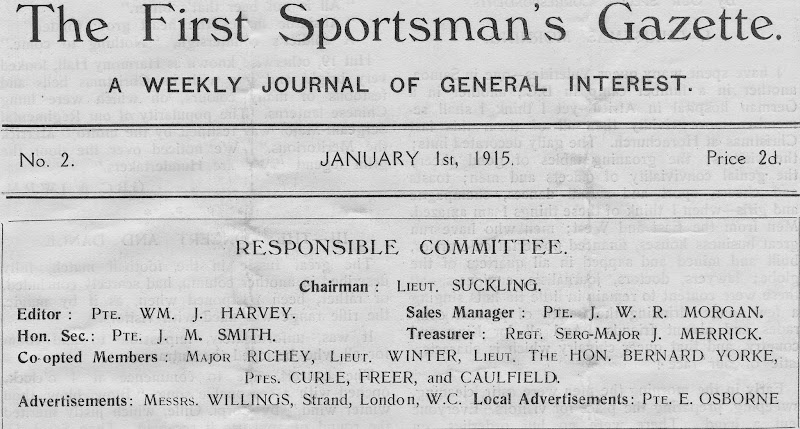 The First Sportsman's Gazette.
A WEEKLY JOURNAL OF GENERAL INTEREST.
No. 2. JANUARY 1st, 1915. Price 2d.
RESPONSIBLE COMMITTEE.
Chairman : LIEUT. SUCKLING.
Editor : PTE. WM. J. HARVEY. Sales Manager : PTE. J. W. R. MORGAN.
Hon. Sec.: PTE. J. M. SMITH. Treasurer : REGT. SERG-MAJOR J. MERRICK.
Co-opted Members : MAJOR RICHEY, LIEUT. WINTER, LIEUT. THE HON. BERNARD YORKE,
PTES. CURLE, FREER, and CAULFIELD.
Advertisements: MESSRS. WILLINGS, Strand, London, W.C. Local Advertisements: PTE. E. OSBORNE